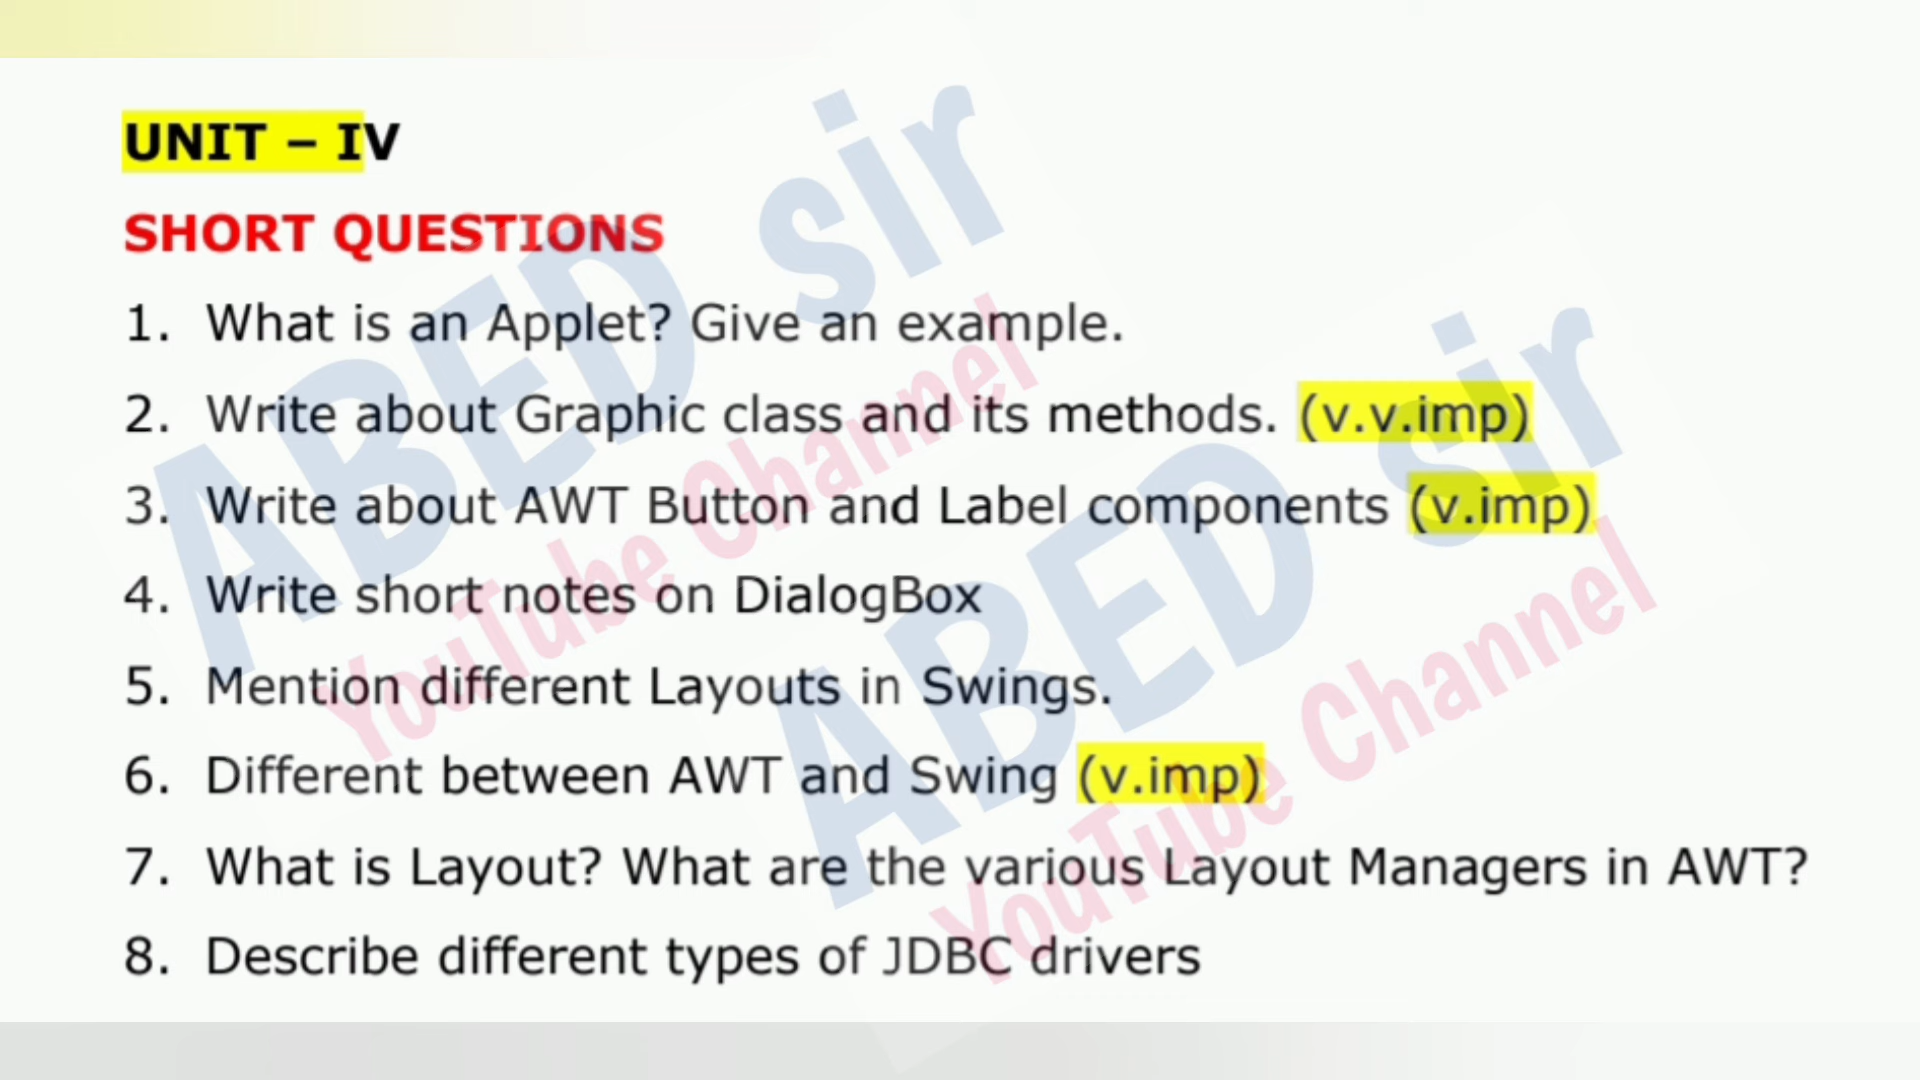 UNIT – IV
SHORT QUESTIONS
1. What is an Applet? Give an example.
2. Write about Graphic class and its methods. (v.v.imp)
3. Write about AWT Button and Label components (v.imp)
4. Write short notes on DialogBox
5. Mention different Layouts in Swings.
6. Different between AWT and Swing (v.imp)
7. What is Layout? What are the various Layout Managers in AWT?
8. Describe different types of JDBC drivers
ABED sir
YouTube Channel
ABED sir
YouTube Channel